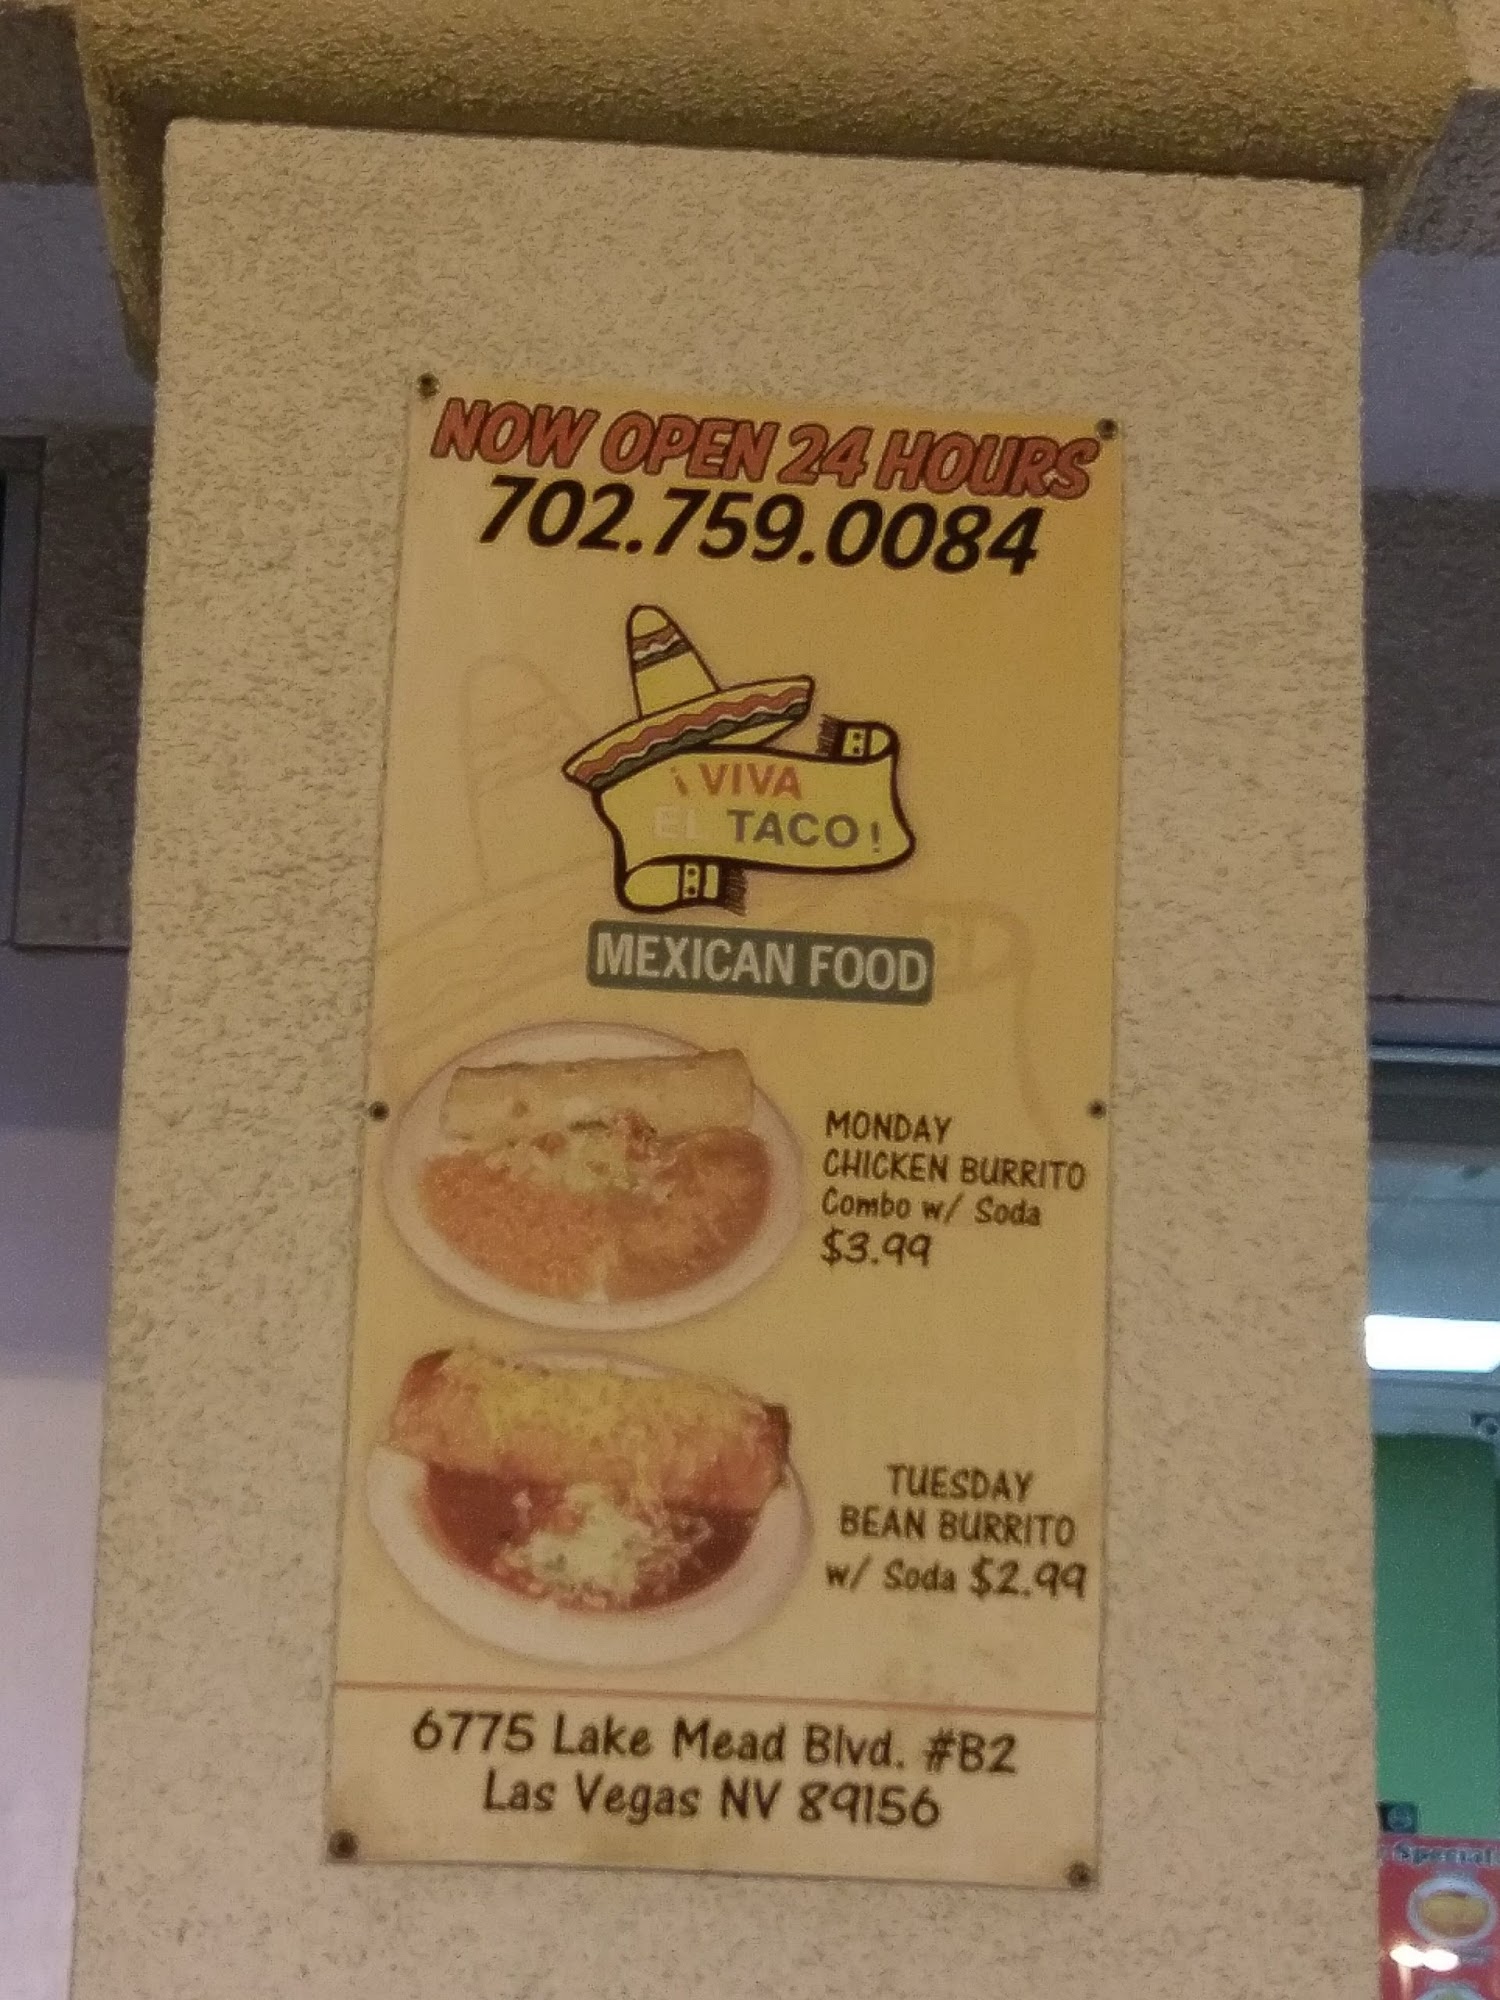 NOW OPEN 24 HOURS
702.759.0084
¡VIVA
EL TACO!
MEXICAN FOOD
MONDAY
CHICKEN BURRITO
Combo w/ Soda
$3.99
TUESDAY
BEAN BURRITO
w/ Soda $2.99
6775 Lake Mead Blvd. #B2
Las Vegas NV 89156
Special